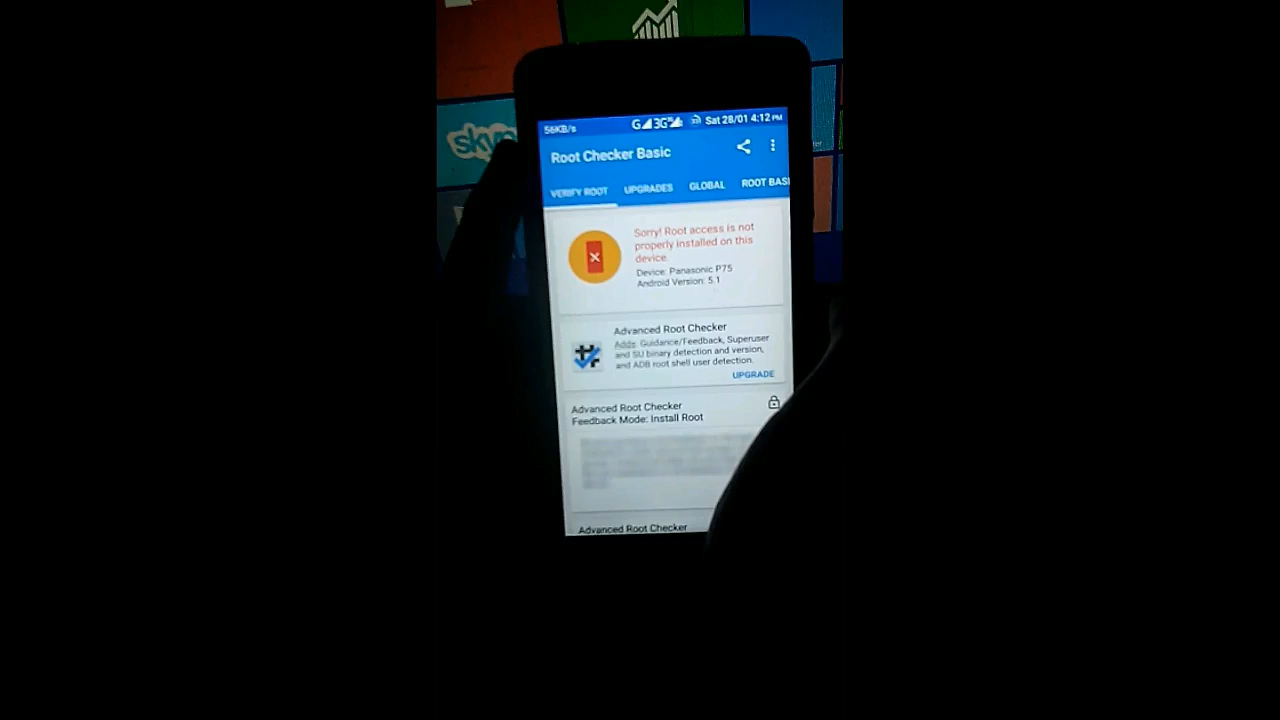 skyp
56KB/s G 3G Sat 28/01 4:12 PM
Root Checker Basic
VERIFY ROOT UPGRADES GLOBAL ROOT BASI
Sorry! Root access is not
properly installed on this
device.
Device: Panasonic P75
Android Version: 5.1
Advanced Root Checker
Adds: Guidance/Feedback, Superuser
and SU binary detection and version,
and ADB root shell user detection.
UPGRADE
Advanced Root Checker
Feedback Mode: Install Root
Advanced Root Checker